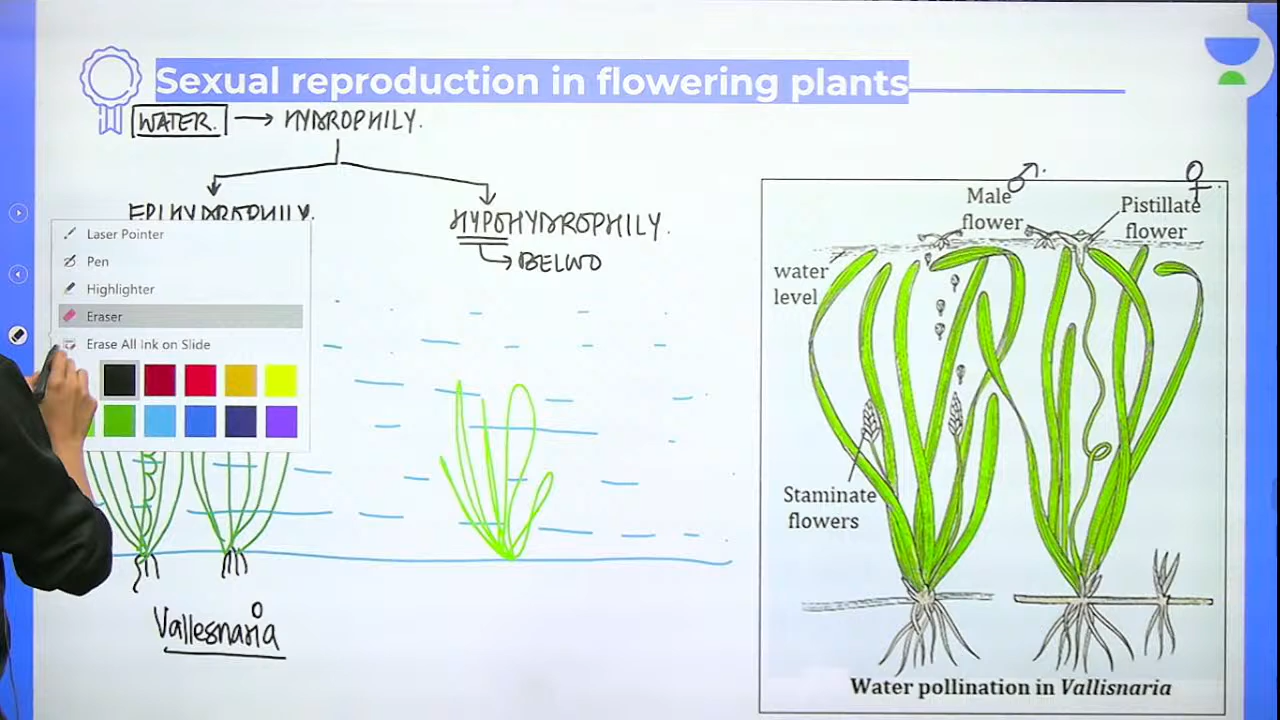 Sexual reproduction in flowering plants
WATER. → HYDROPHILY.
EPIHYDROPHILY.
HYPOHYDROPHILY.
BELWO
Laser Pointer
Pen
Highlighter
Eraser
Erase All Ink on Slide
Vallesnaria
♂
♀
Male
flower
Pistillate
flower
water
level
Staminate
flowers
Water pollination in Vallisnaria